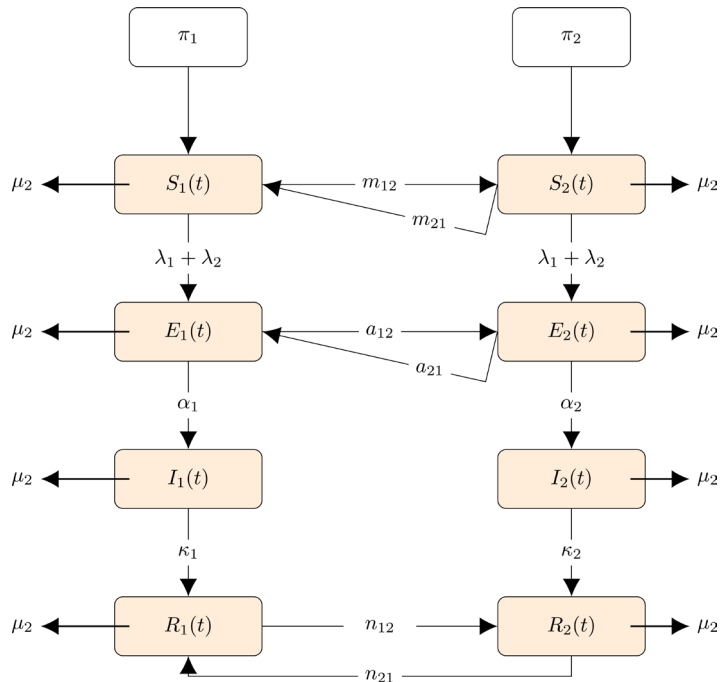 π₁ π₂
μ₂ S₁(t) m₁₂ S₂(t) μ₂
m₂₁
λ₁ + λ₂ λ₁ + λ₂
μ₂ E₁(t) a₁₂ E₂(t) μ₂
a₂₁
α₁ α₂
μ₂ I₁(t) I₂(t) μ₂
κ₁ κ₂
μ₂ R₁(t) n₁₂ R₂(t) μ₂
n₂₁